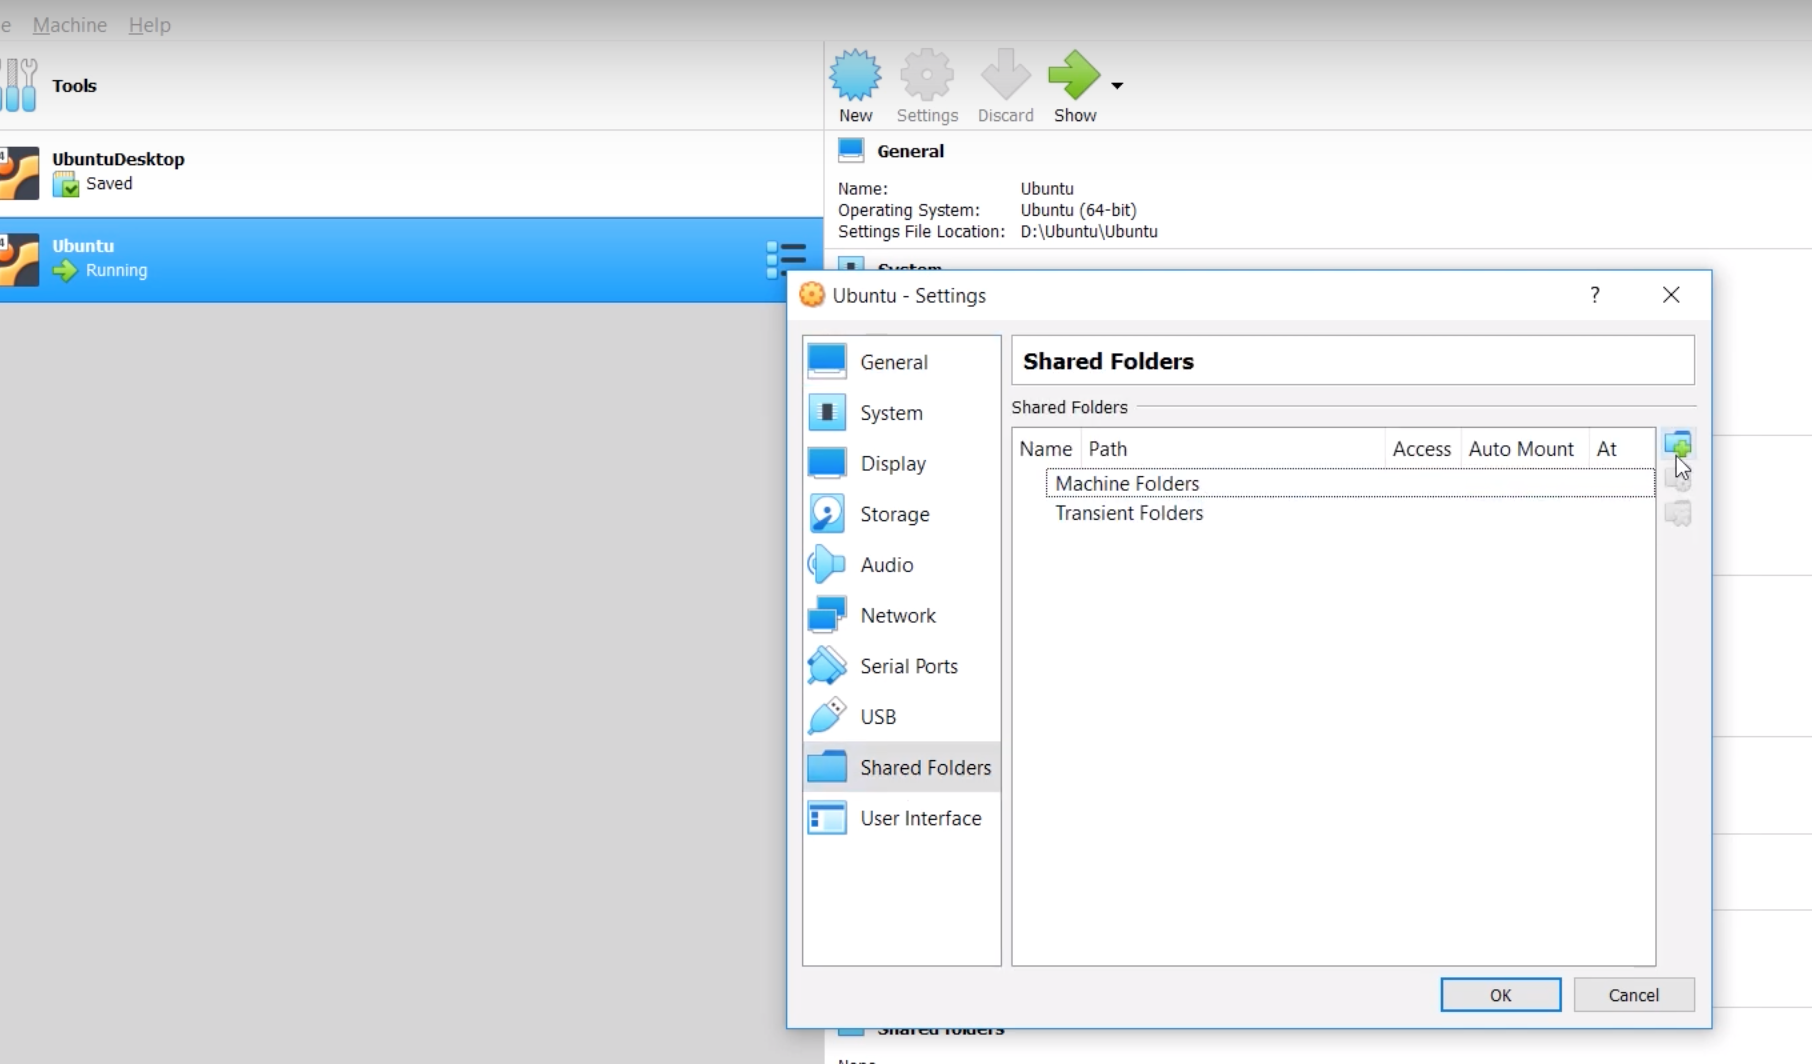 e Machine Help
Tools
New Settings Discard Show
UbuntuDesktop
Saved
Ubuntu
Running
General
Name: Ubuntu
Operating System: Ubuntu (64-bit)
Settings File Location: D:\Ubuntu\Ubuntu
System
Ubuntu - Settings
?
General
System
Display
Storage
Audio
Network
Serial Ports
USB
Shared Folders
User Interface
Shared Folders
Shared Folders
Name Path Access Auto Mount At
Machine Folders
Transient Folders
OK Cancel
Shared folders
None